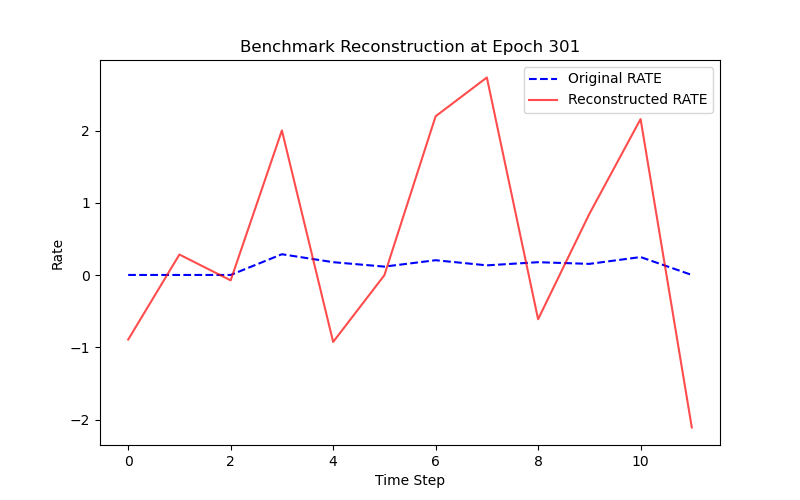 Benchmark Reconstruction at Epoch 301
Original RATE
Reconstructed RATE
Rate
2
1
0
−1
−2
0
2
4
6
8
10
Time Step